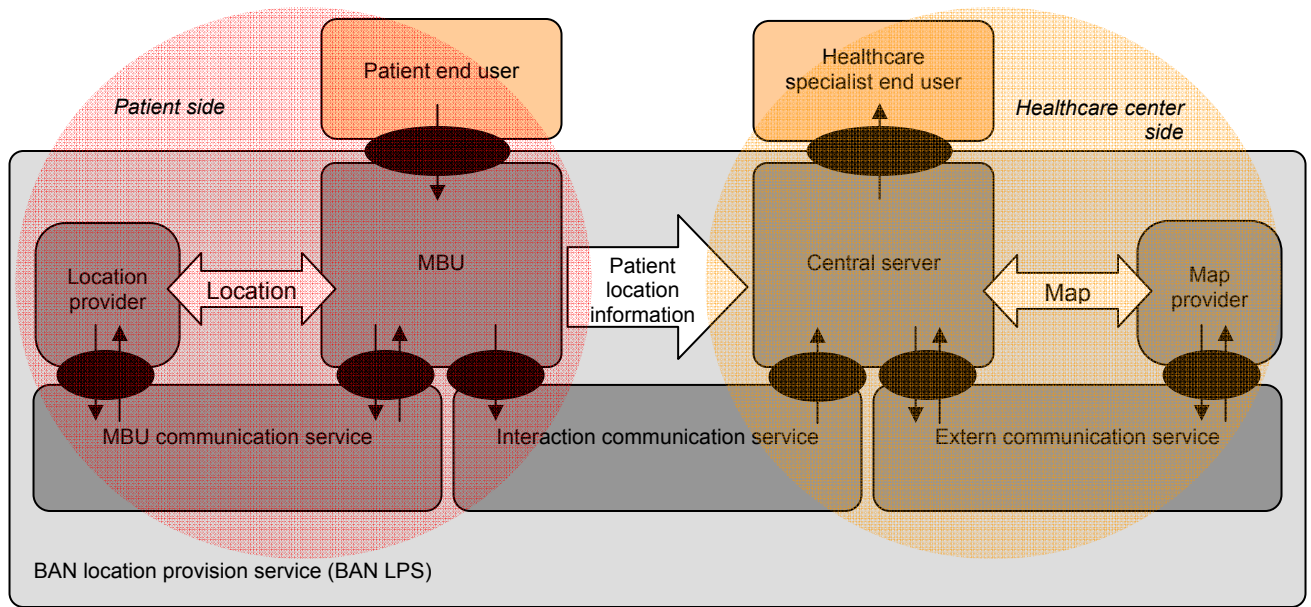 Patient end user
Healthcare
specialist end user
Patient side
Healthcare center
side
Location
provider
Location
MBU
Patient
location
information
Central server
Map
Map
provider
MBU communication service
Interaction communication service
Extern communication service
BAN location provision service (BAN LPS)